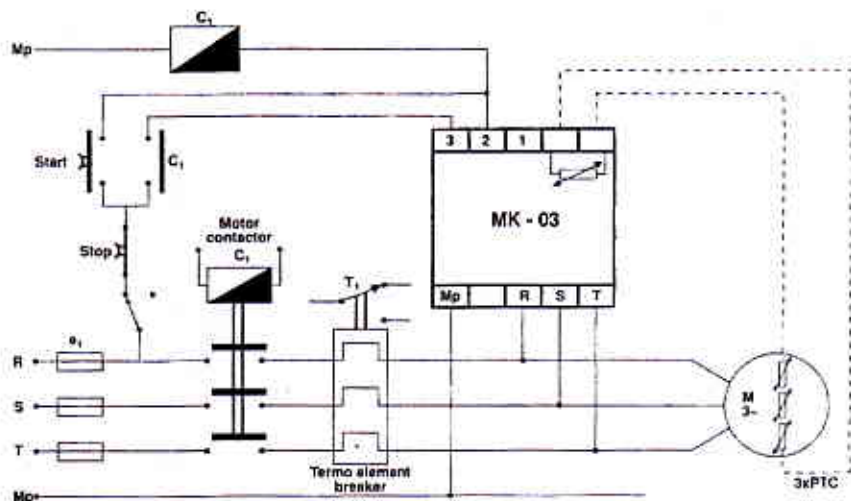 C1
Mp
3 2 1
Start
C1
MK - 03
Motor
contactor
Stop
C1
T1
Mp R S T
e1
R
S
M
3~
T
Termo element
breaker
3xPTC
Mp